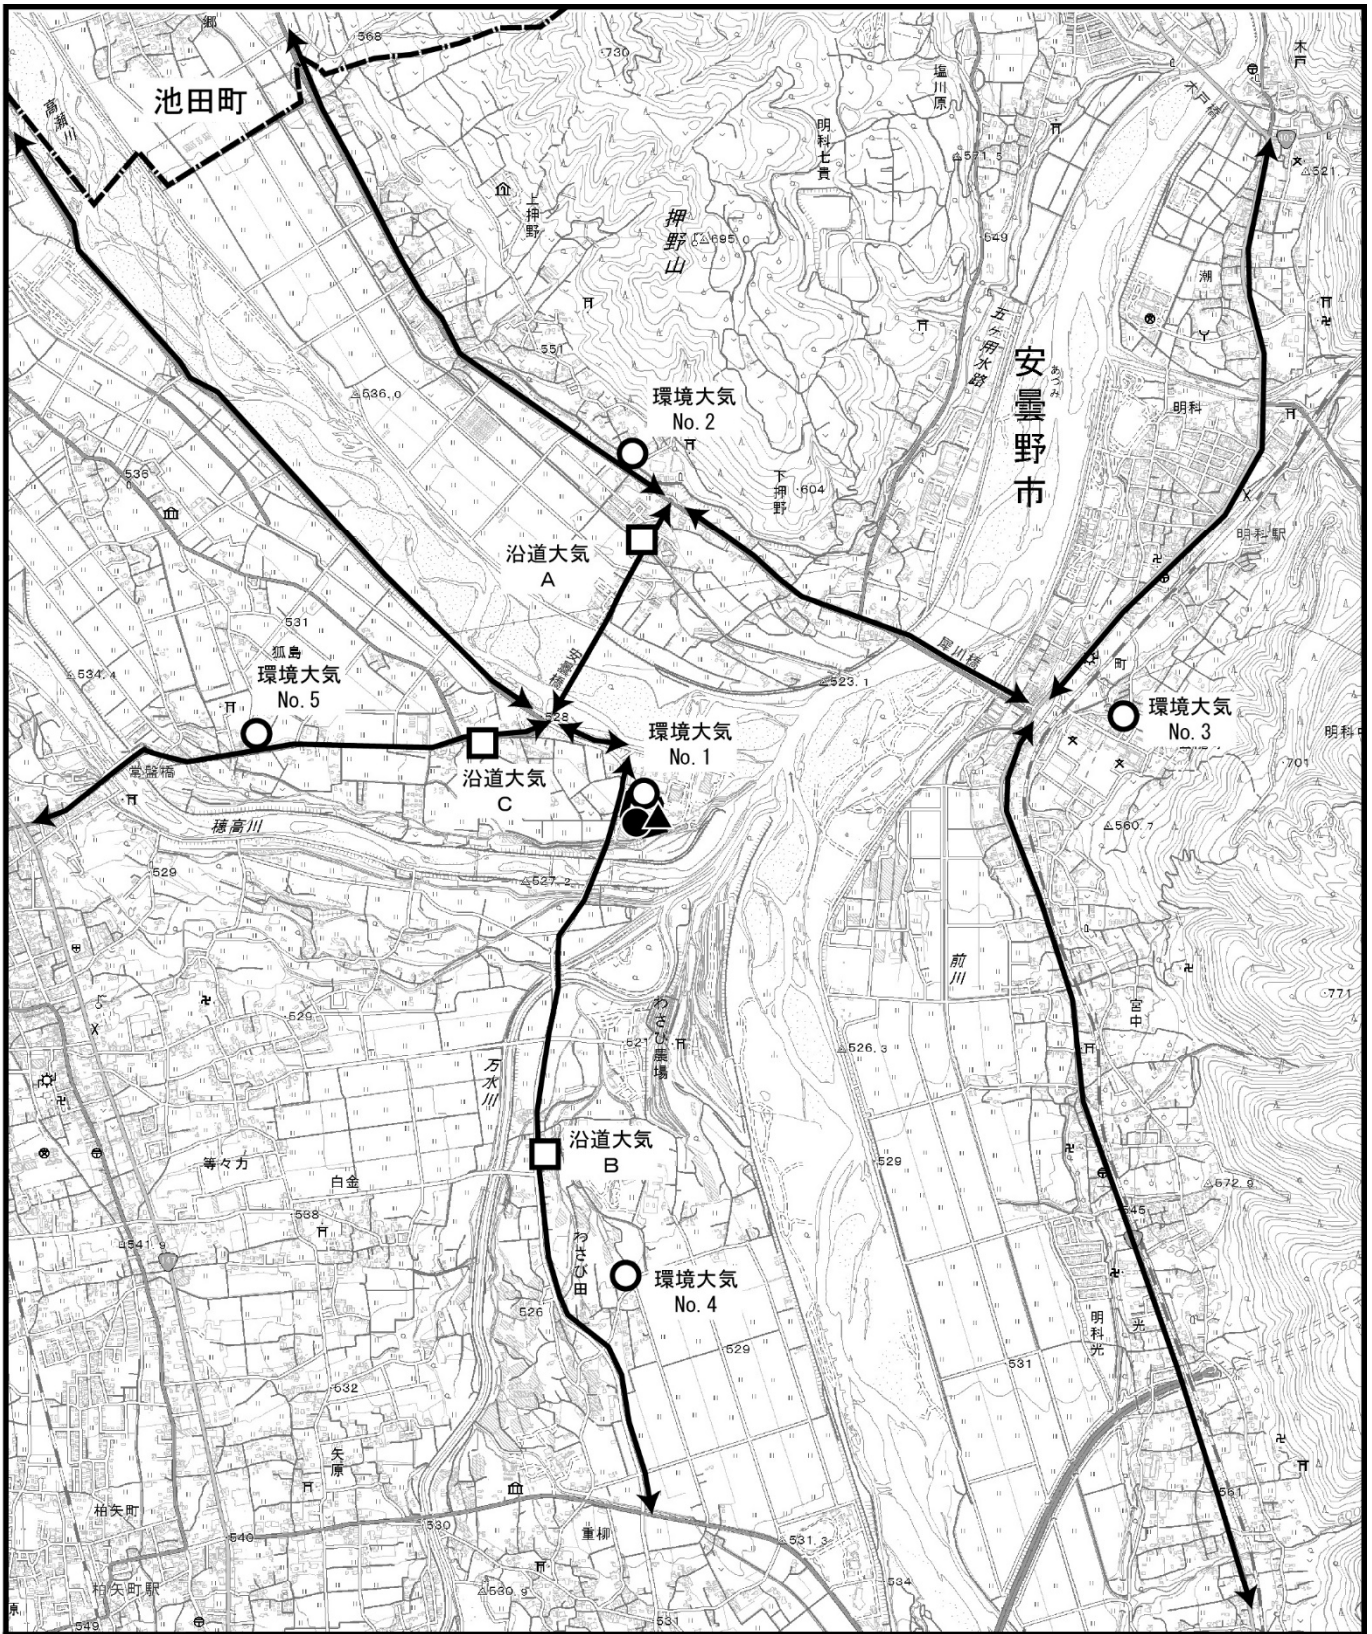 郷
568
730
木戸
池田町
高瀬川
塩川原
木戸橋
明科七貴
571.5
521.7
上押野
押野山
695.0
549
潮
551
五ヶ用水路
安曇野市
あづみ
536.0
環境大気
No.2
明科
536
下押野
604
明科駅
沿道大気
A
531
狐島
環境大気
No.5
534.4
安曇橋
犀川橋
町
523.1
528
環境大気
No.1
環境大気
No.3
常盤橋
沿道大気
C
701
穂高川
560.7
529
527.2
前川
771
529
わさび農場
宮中
521
526.3
万水川
沿道大気
B
等々力
白金
529
572.9
538
545
541.9
わさび田
環境大気
No.4
526
明科光
光
529
531
532
矢原
561
柏矢町
540
530
重柳
531.3
柏矢町駅
530.9
534
原
549
531